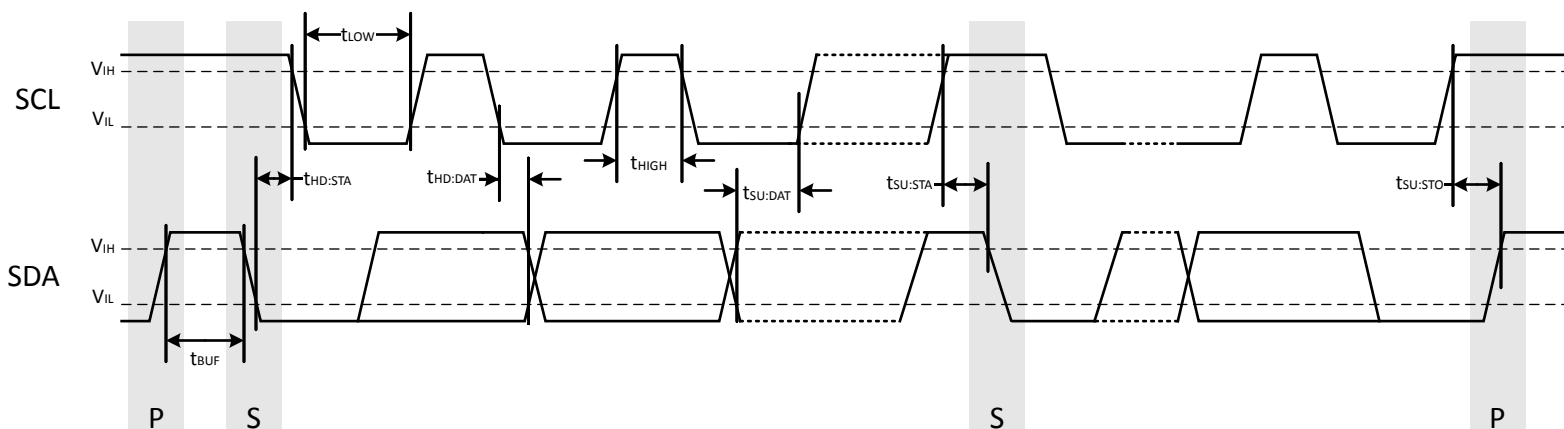 tLOW
VIH
SCL
VIL
tHD:STA
tHD:DAT
tHIGH
tSU:DAT
tSU:STA
tSU:STO
VIH
SDA
VIL
tBUF
P
S
S
P